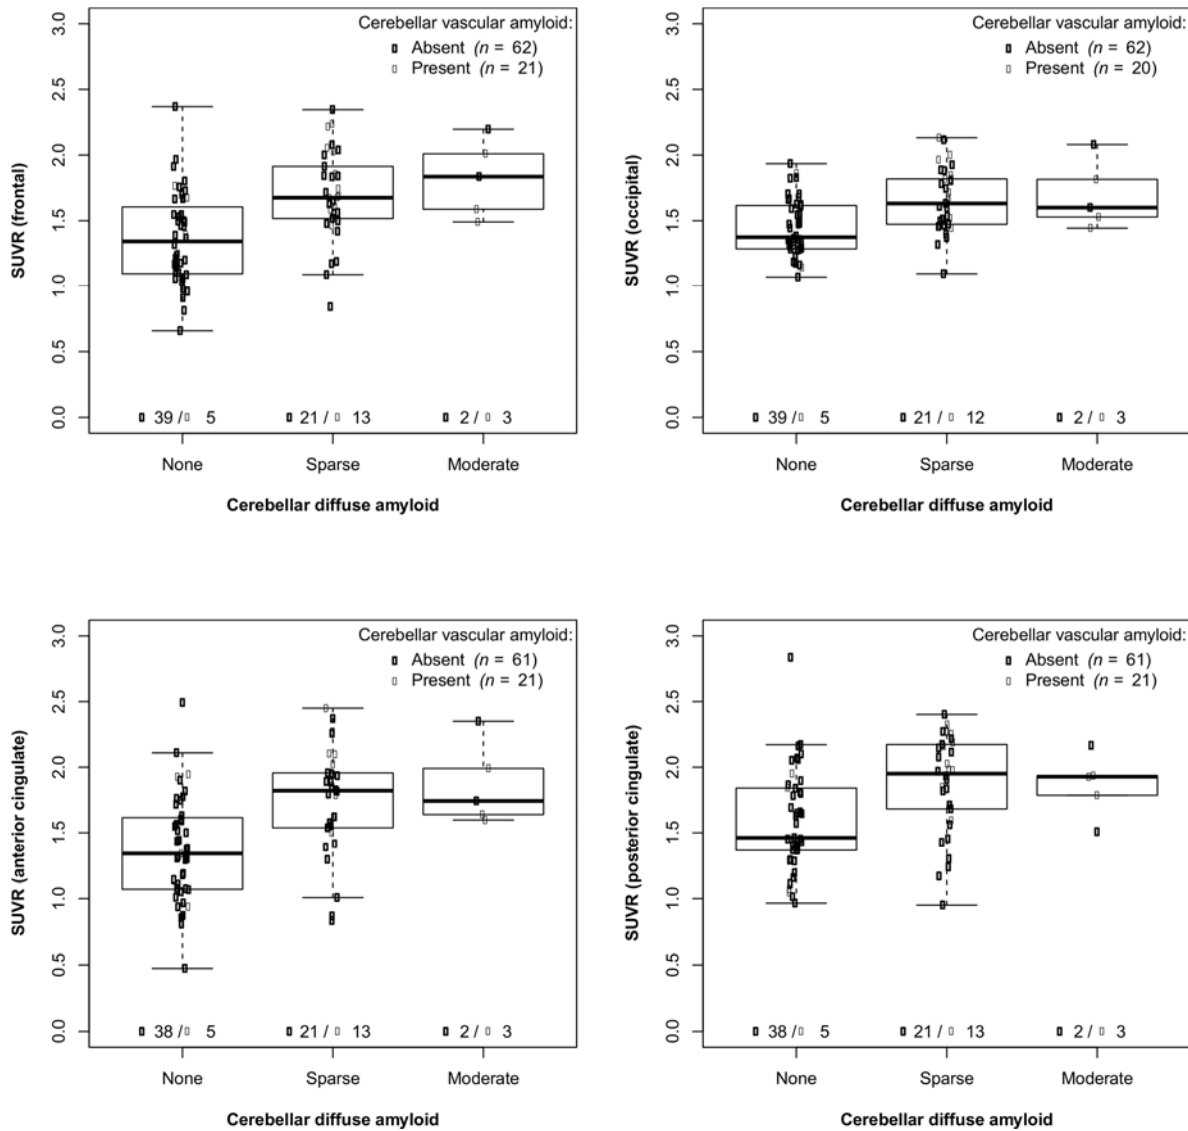 Cerebellar vascular amyloid:
Absent (n = 62)
Present (n = 21)
SUVR (frontal)
3.0
2.5
2.0
1.5
1.0
0.5
0.0
39 / 5
21 / 13
2 / 3
None
Sparse
Moderate
Cerebellar diffuse amyloid
Cerebellar vascular amyloid:
Absent (n = 62)
Present (n = 20)
SUVR (occipital)
3.0
2.5
2.0
1.5
1.0
0.5
0.0
39 / 5
21 / 12
2 / 3
None
Sparse
Moderate
Cerebellar diffuse amyloid
Cerebellar vascular amyloid:
Absent (n = 61)
Present (n = 21)
SUVR (anterior cingulate)
3.0
2.5
2.0
1.5
1.0
0.5
0.0
38 / 5
21 / 13
2 / 3
None
Sparse
Moderate
Cerebellar diffuse amyloid
Cerebellar vascular amyloid:
Absent (n = 61)
Present (n = 21)
SUVR (posterior cingulate)
3.0
2.5
2.0
1.5
1.0
0.5
0.0
38 / 5
21 / 13
2 / 3
None
Sparse
Moderate
Cerebellar diffuse amyloid